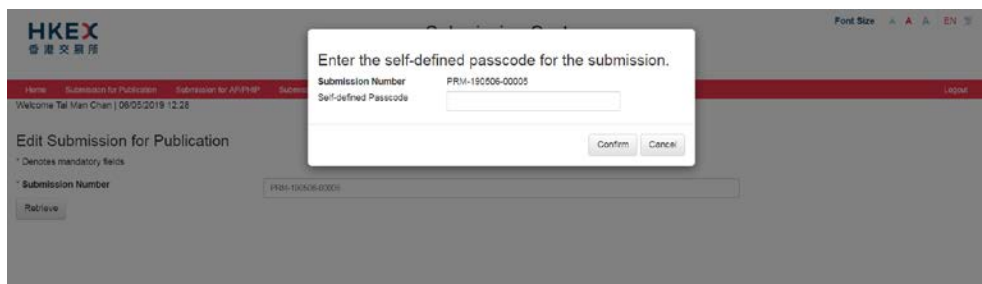 HKEX
香港交易所
Font Size A A A EN 繁
Enter the self-defined passcode for the submission.
Submission Number PRM-190506-00005
Self-defined Passcode
Confirm Cancel
Home Submission for Publication Submission for AP/PHIP Logout
Welcome Tai Man Chan | 06/05/2019 12:28
Edit Submission for Publication
* Denotes mandatory fields
* Submission Number PRM-190506-00005
Retrieve